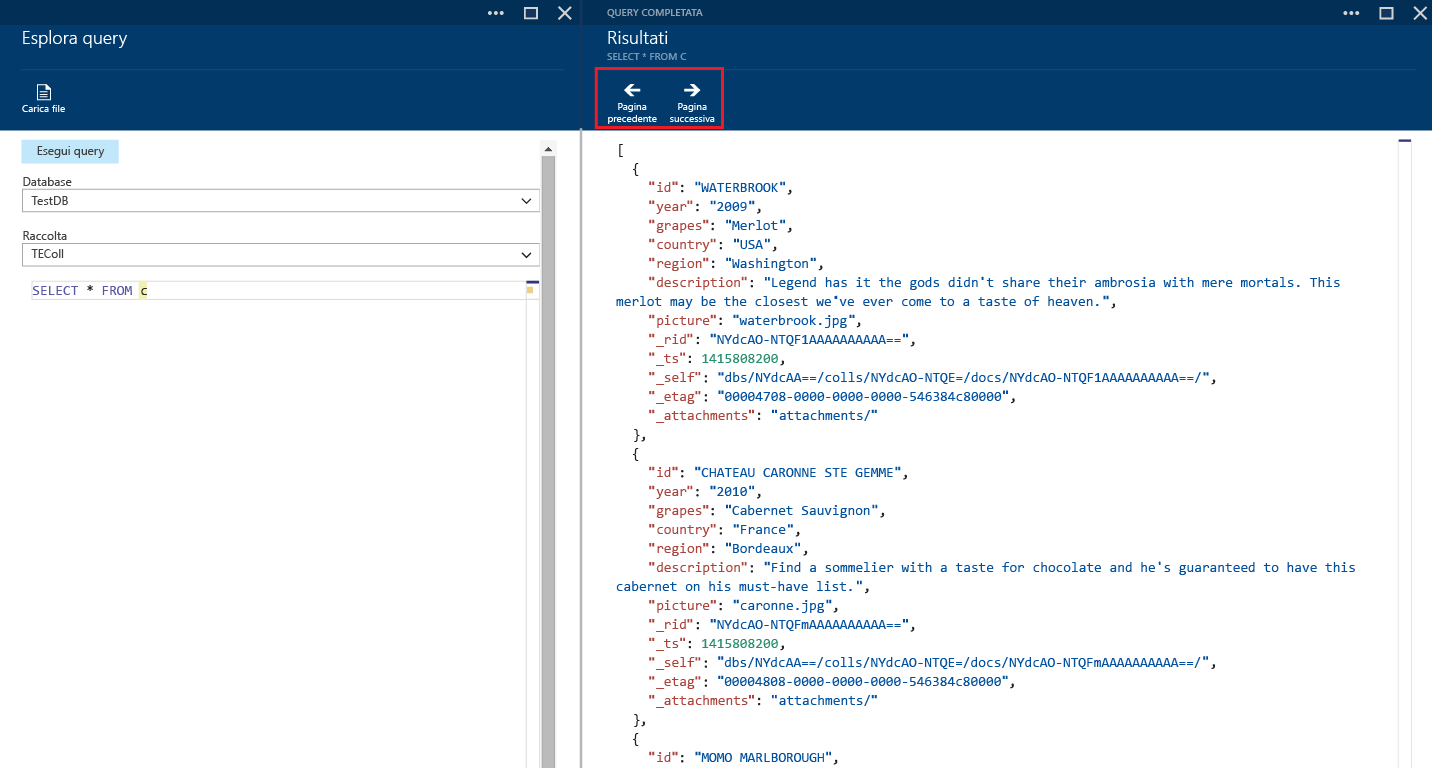 Esplora query
Carica file
Esegui query
Database
TestDB
Raccolta
TEColl
SELECT * FROM c
QUERY COMPLETATA
Risultati
SELECT * FROM C
Pagina
precedente
Pagina
successiva
[
{
"id": "WATERBROOK",
"year": "2009",
"grapes": "Merlot",
"country": "USA",
"region": "Washington",
"description": "Legend has it the gods didn't share their ambrosia with mere mortals. This
merlot may be the closest we've ever come to a taste of heaven.",
"picture": "waterbrook.jpg",
"_rid": "NYdcAO-NTQF1AAAAAAAAAA==",
"_ts": 1415808200,
"_self": "dbs/NYdcAA==/colls/NYdcAO-NTQE=/docs/NYdcAO-NTQF1AAAAAAAAAA==/",
"_etag": "00004708-0000-0000-0000-546384c80000",
"_attachments": "attachments/"
},
{
"id": "CHATEAU CARONNE STE GEMME",
"year": "2010",
"grapes": "Cabernet Sauvignon",
"country": "France",
"region": "Bordeaux",
"description": "Find a sommelier with a taste for chocolate and he's guaranteed to have this
cabernet on his must-have list.",
"picture": "caronne.jpg",
"_rid": "NYdcAO-NTQFmAAAAAAAAAA==",
"_ts": 1415808200,
"_self": "dbs/NYdcAA==/colls/NYdcAO-NTQE=/docs/NYdcAO-NTQFmAAAAAAAAAA==/",
"_etag": "00004808-0000-0000-0000-546384c80000",
"_attachments": "attachments/"
},
{
"id": "MOMO MARLBOROUGH",